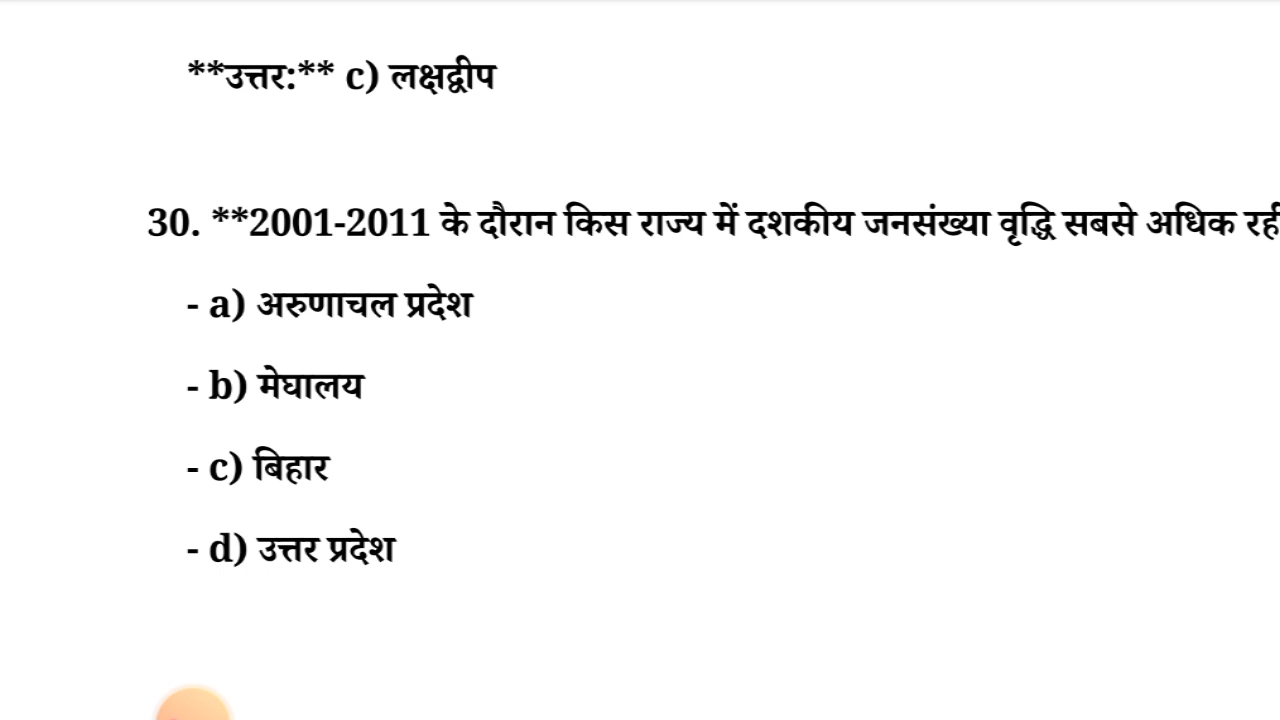 **उत्तर:** c) लक्षद्वीप
30. **2001-2011 के दौरान किस राज्य में दशकीय जनसंख्या वृद्धि सबसे अधिक रही
- a) अरुणाचल प्रदेश
- b) मेघालय
- c) बिहार
- d) उत्तर प्रदेश